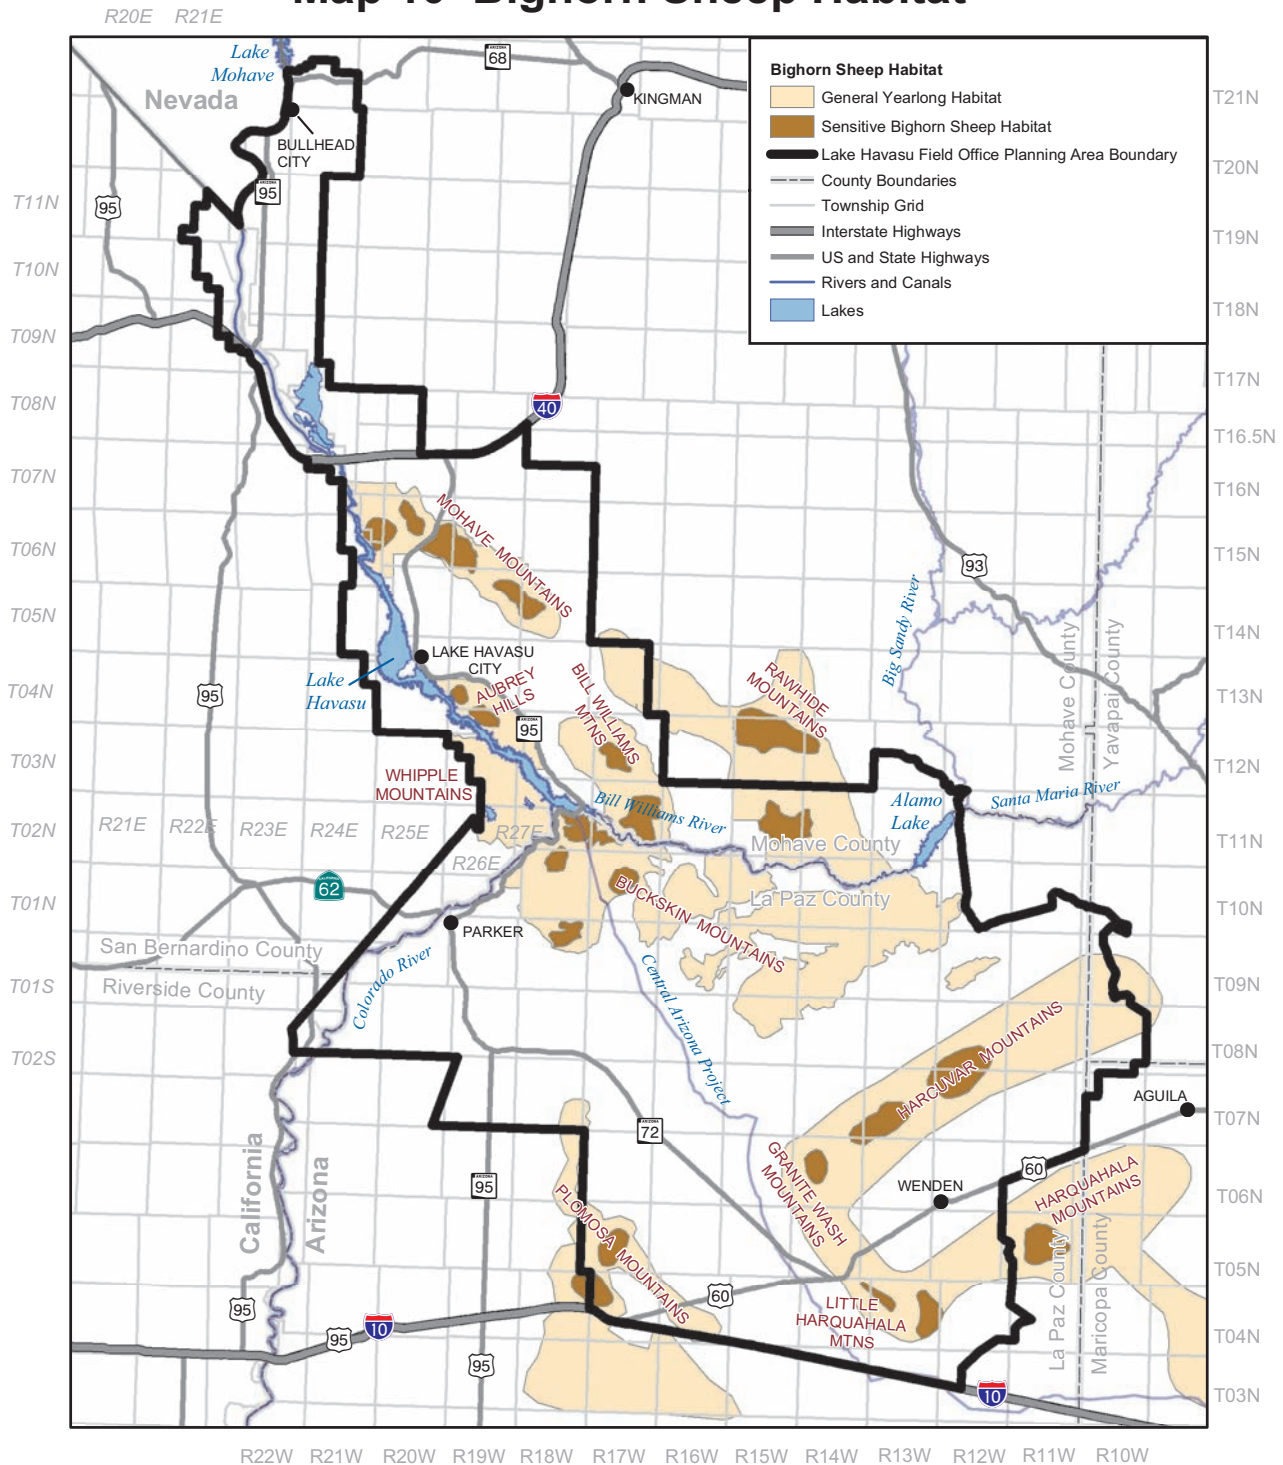 Map 10 Bighorn Sheep Habitat
R20E R21E
Lake
Mohave
Nevada
68
KINGMAN
BULLHEAD
CITY
95
95
Bighorn Sheep Habitat
General Yearlong Habitat
Sensitive Bighorn Sheep Habitat
Lake Havasu Field Office Planning Area Boundary
County Boundaries
Township Grid
Interstate Highways
US and State Highways
Rivers and Canals
Lakes
T21N
T20N
T19N
T18N
T17N
T16.5N
T16N
T15N
T14N
T13N
T12N
T11N
T10N
T09N
T08N
T07N
T06N
T05N
T04N
T03N
T11N
T10N
T09N
T08N
T07N
T06N
T05N
T04N
T03N
T02N
T01N
T01S
T02S
40
MOHAVE MOUNTAINS
93
Big Sandy River
Mohave County
Yavapai County
LAKE HAVASU
CITY
Lake
Havasu
95
AUBREY
HILLS
95
BILL WILLIAMS
MTNS
RAWHIDE
MOUNTAINS
WHIPPLE
MOUNTAINS
Bill Williams River
Alamo
Lake
Santa Maria River
R21E R22E R23E R24E R25E R27E
R26E
Mohave County
La Paz County
62
BUCKSKIN MOUNTAINS
PARKER
San Bernardino County
Riverside County
Colorado River
Central Arizona Project
HARCUVAR MOUNTAINS
AGUILA
72
GRANITE WASH
MOUNTAINS
WENDEN
60
HARQUAHALA
MOUNTAINS
California
Arizona
95
PLOMOSA MOUNTAINS
La Paz County
Maricopa County
60
LITTLE
HARQUAHALA
MTNS
95
95
10
95
10
R22W R21W R20W R19W R18W R17W R16W R15W R14W R13W R12W R11W R10W